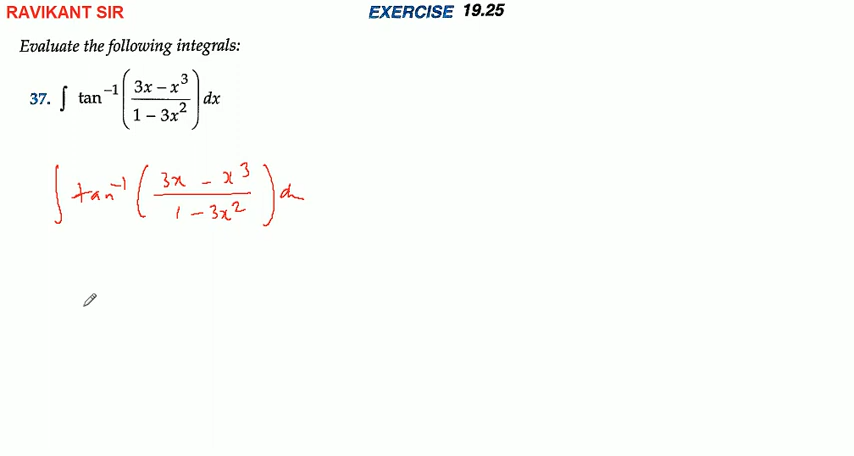 RAVIKANT SIR
EXERCISE 19.25
Evaluate the following integrals:
37. ∫ tan⁻¹((3x − x³)/(1 − 3x²)) dx
∫ tan⁻¹((3x − x³)/(1 − 3x²)) dx